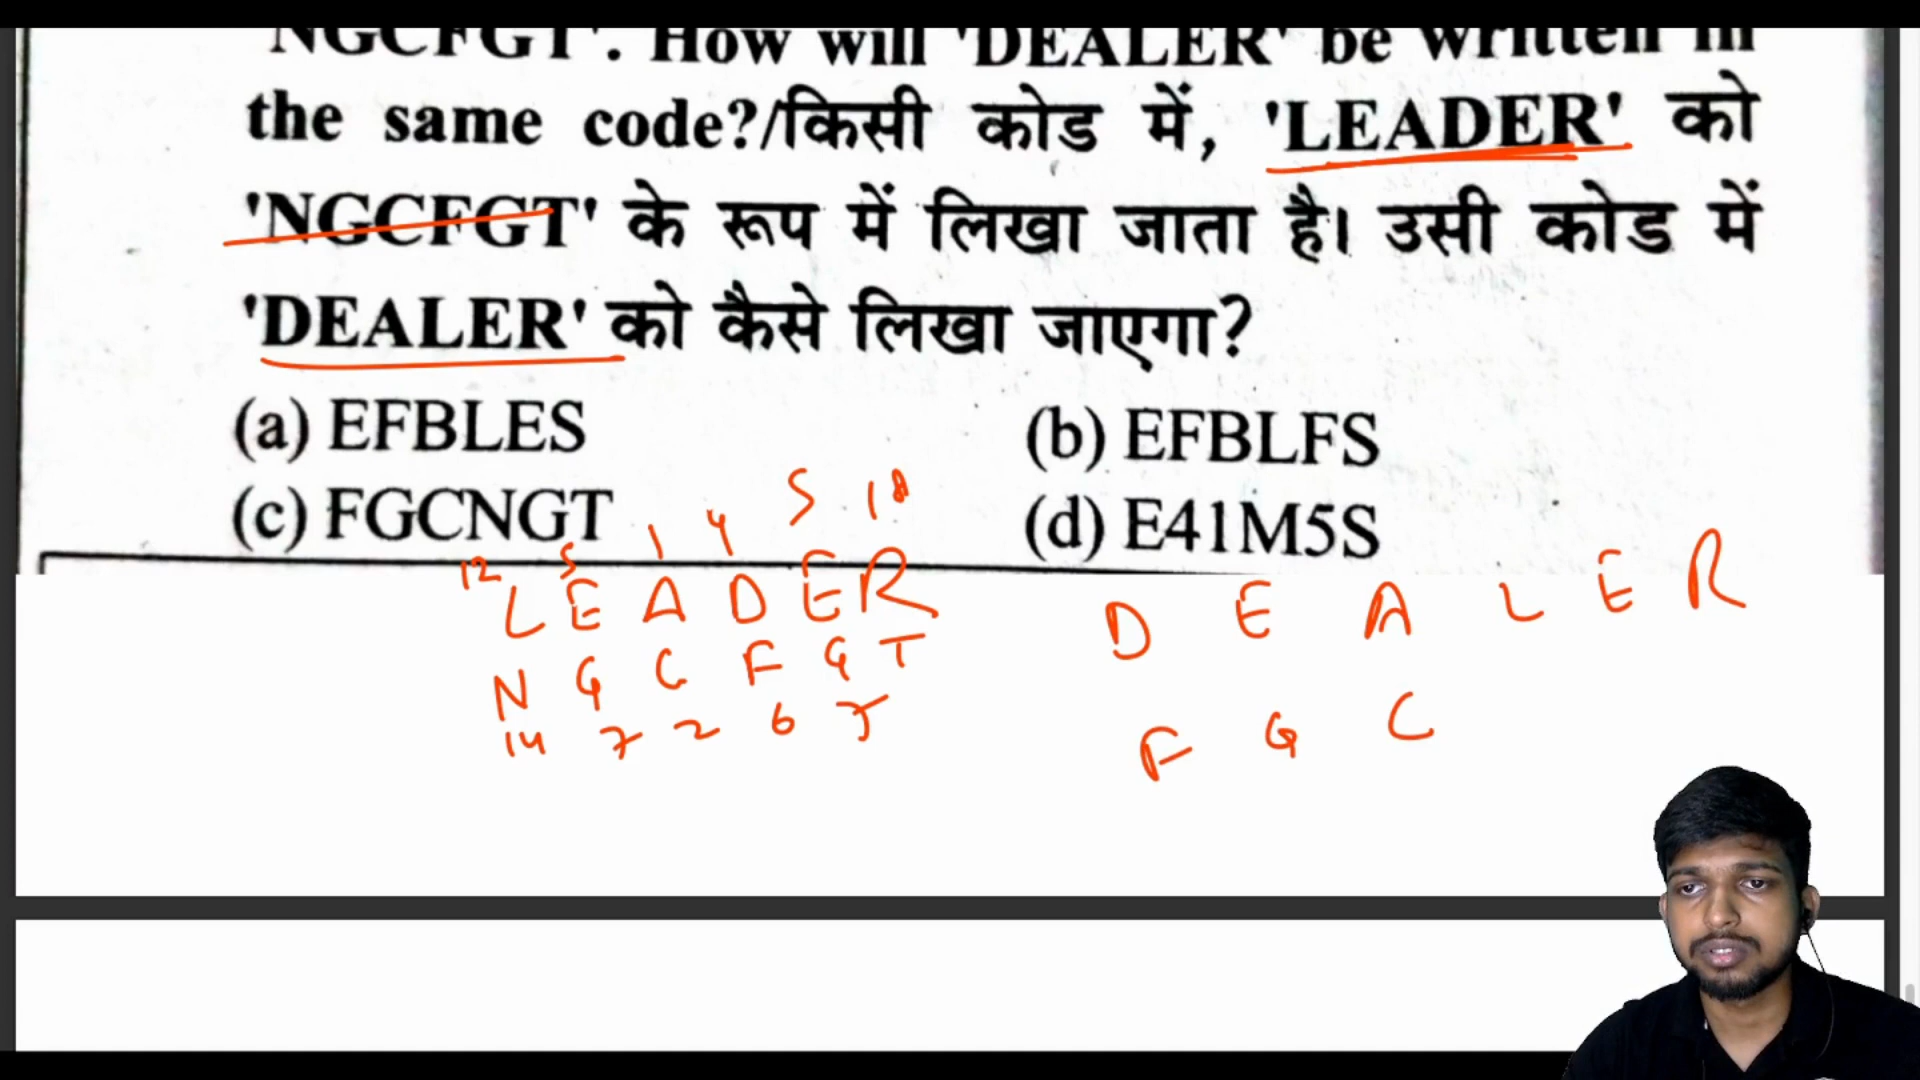 'NGCFGT'. How will 'DEALER' be written in
the same code?/किसी कोड में, 'LEADER' को
'NGCFGT' के रूप में लिखा जाता है। उसी कोड में
'DEALER' को कैसे लिखा जाएगा?
(a) EFBLES (b) EFBLFS
(c) FGCNGT (d) E41M5S
12 5 1 4 5 18
L E A D E R D E A L E R
N G C F G T F G C
14 7 2 6 7